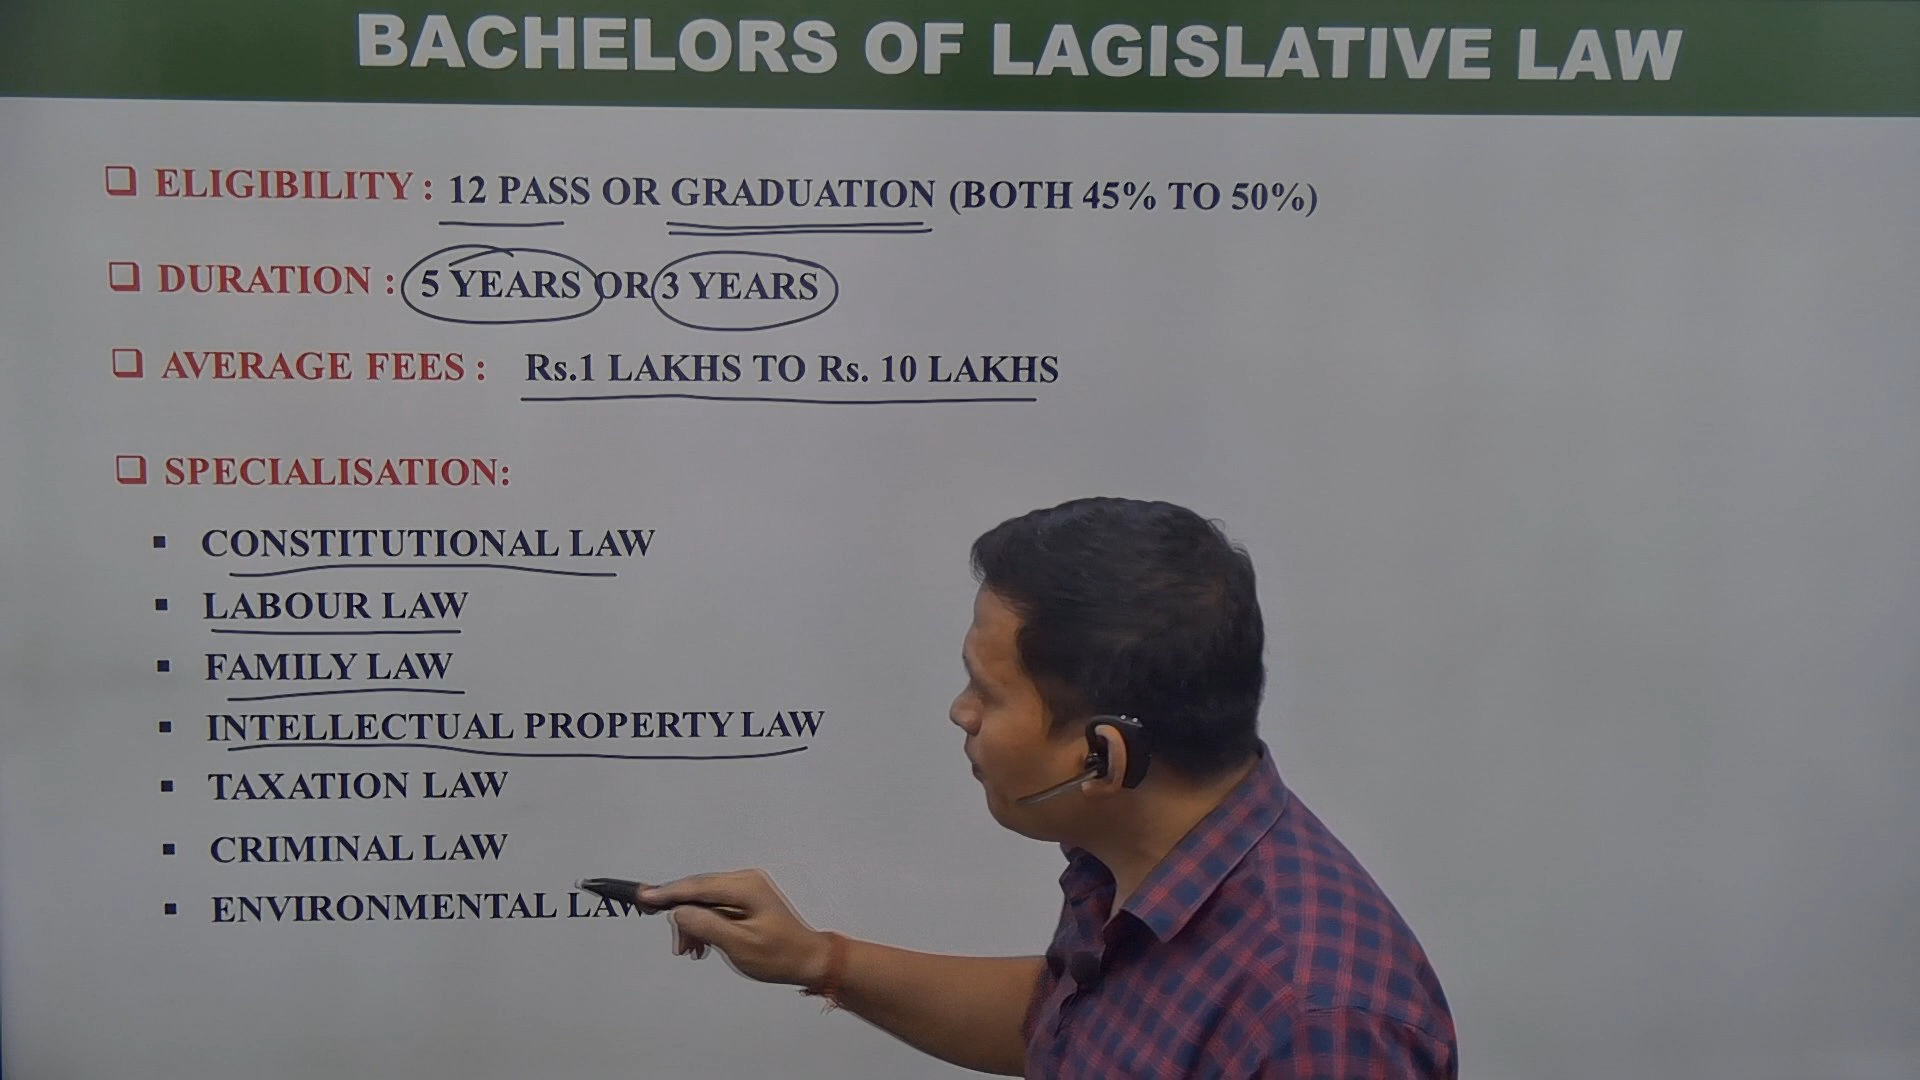 BACHELORS OF LAGISLATIVE LAW
❑ ELIGIBILITY : 12 PASS OR GRADUATION (BOTH 45% TO 50%)
❑ DURATION : 5 YEARS OR 3 YEARS
❑ AVERAGE FEES : Rs.1 LAKHS TO Rs. 10 LAKHS
❑ SPECIALISATION:
▪ CONSTITUTIONAL LAW
▪ LABOUR LAW
▪ FAMILY LAW
▪ INTELLECTUAL PROPERTY LAW
▪ TAXATION LAW
▪ CRIMINAL LAW
▪ ENVIRONMENTAL LAW